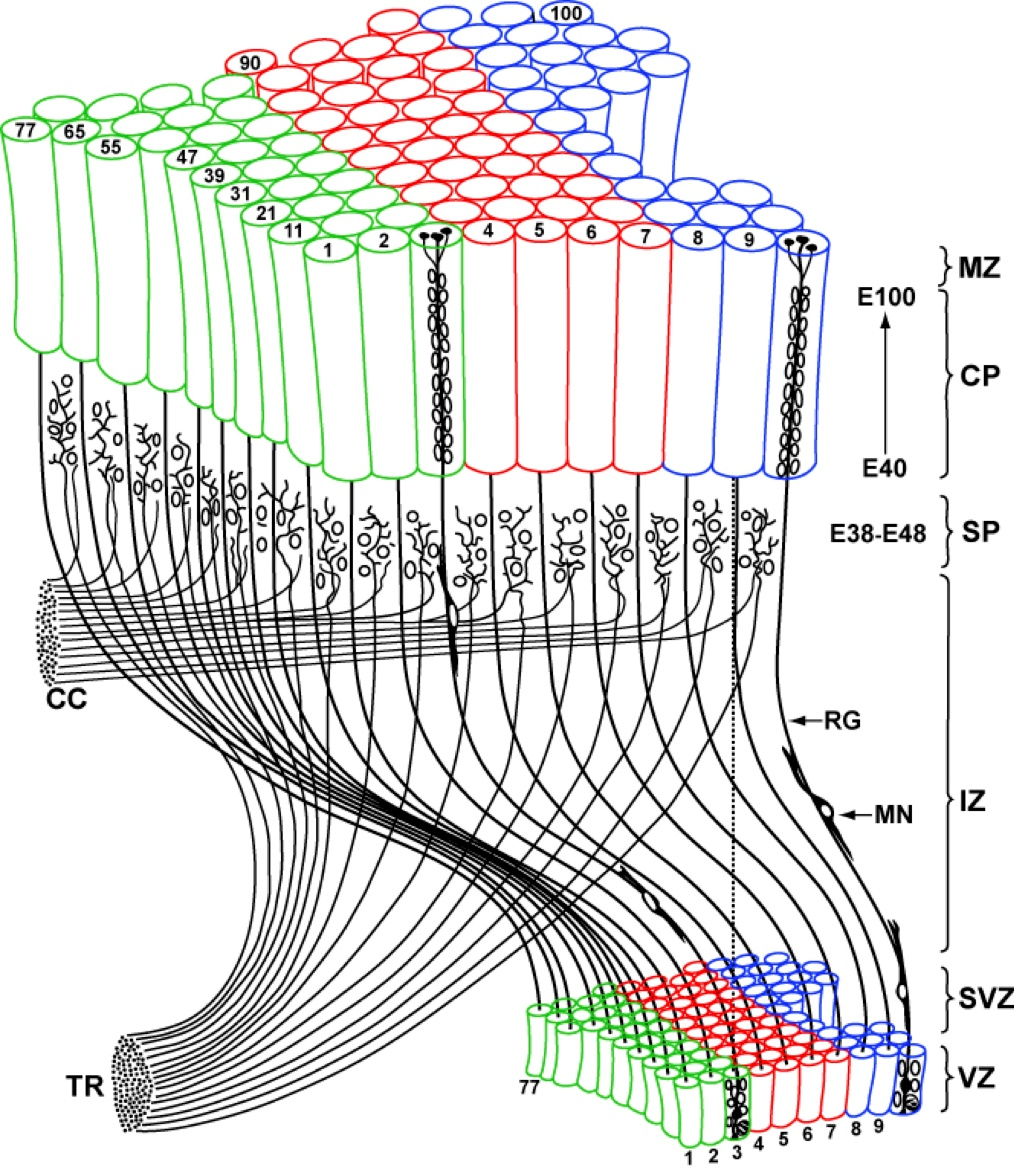 100
90
77 65
55
47
39
31
21
11
1 2 4 5 6 7 8 9
MZ
E100
CP
E40
E38-E48
SP
CC
RG
IZ
MN
SVZ
TR
VZ
77
1 2 3 4 5 6 7 8 9